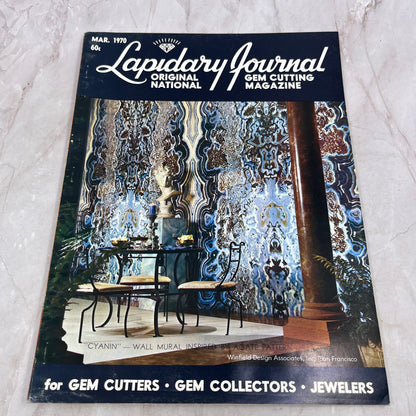 MAR. 1970
60¢
Lapidary Journal
ORIGINAL GEM CUTTING
NATIONAL MAGAZINE
"CYANIN" — WALL MURAL INSPIRED BY AGATE PATTERN
Winfield Design Associates, Inc., San Francisco
for GEM CUTTERS • GEM COLLECTORS • JEWELERS